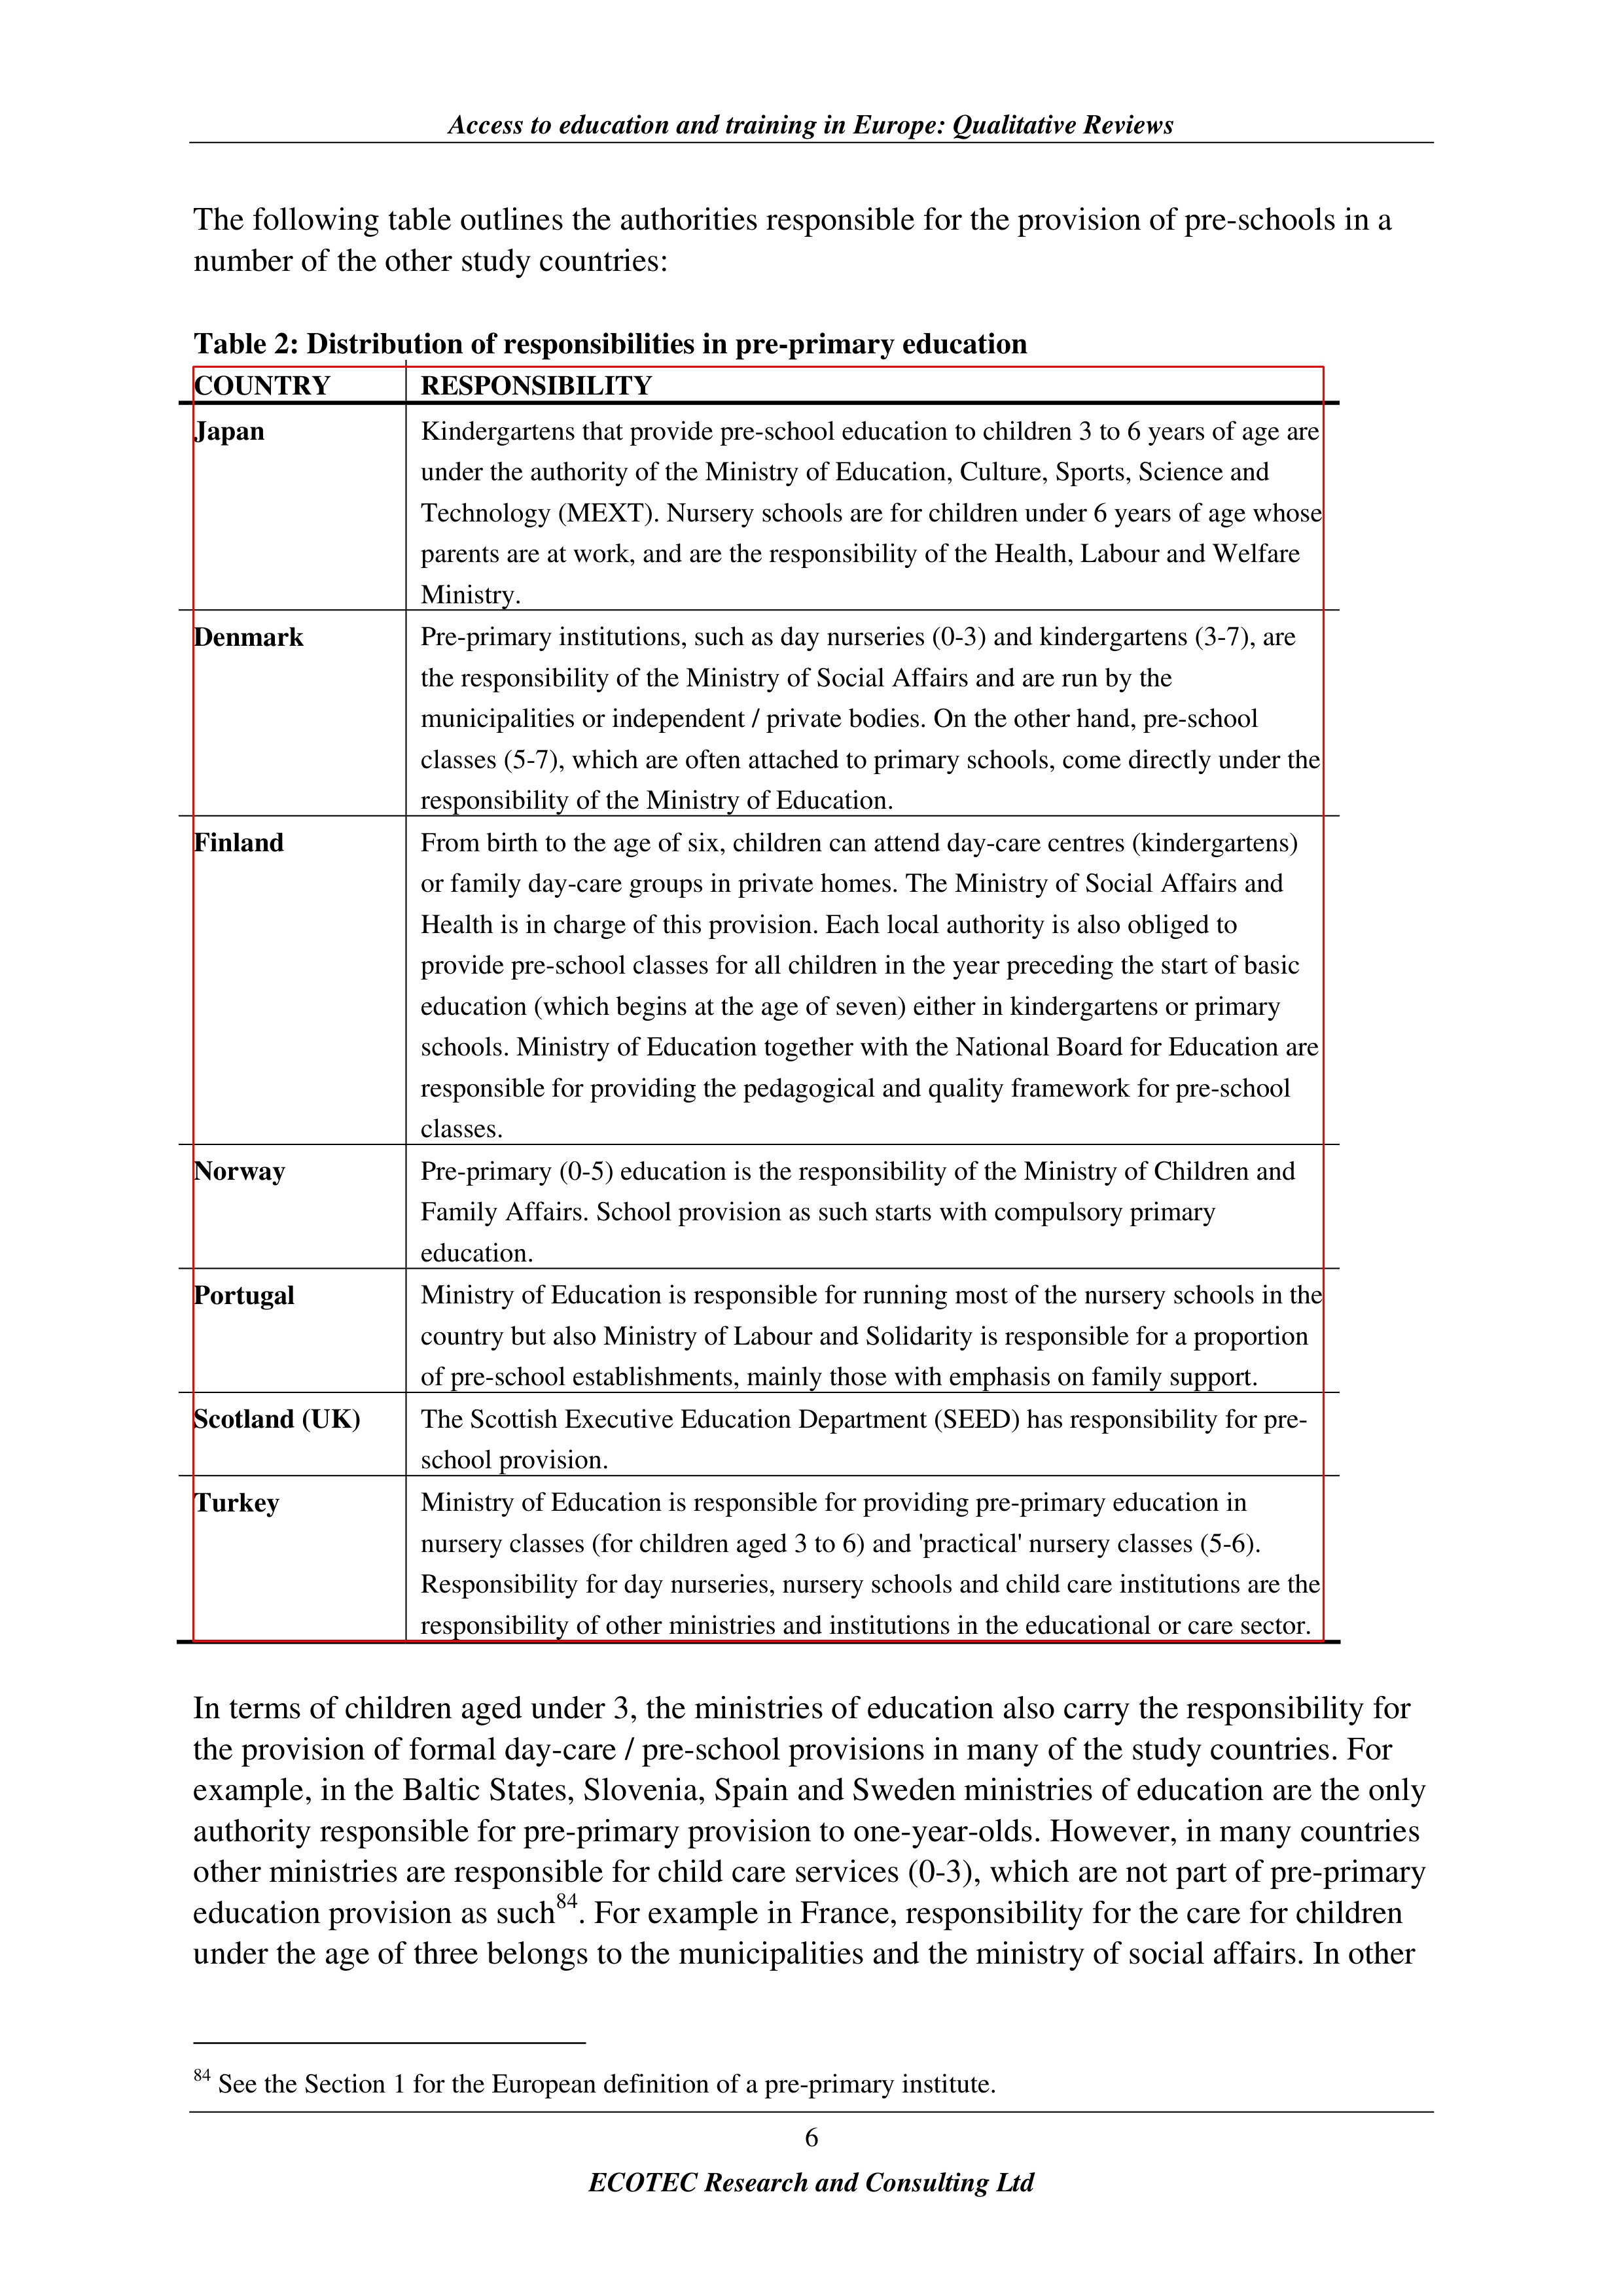 Access to education and training in Europe: Qualitative Reviews
The following table outlines the authorities responsible for the provision of pre-schools in a
number of the other study countries:
Table 2: Distribution of responsibilities in pre-primary education
COUNTRY RESPONSIBILITY
Japan Kindergartens that provide pre-school education to children 3 to 6 years of age are
under the authority of the Ministry of Education, Culture, Sports, Science and
Technology (MEXT). Nursery schools are for children under 6 years of age whose
parents are at work, and are the responsibility of the Health, Labour and Welfare
Ministry.
Denmark Pre-primary institutions, such as day nurseries (0-3) and kindergartens (3-7), are
the responsibility of the Ministry of Social Affairs and are run by the
municipalities or independent / private bodies. On the other hand, pre-school
classes (5-7), which are often attached to primary schools, come directly under the
responsibility of the Ministry of Education.
Finland From birth to the age of six, children can attend day-care centres (kindergartens)
or family day-care groups in private homes. The Ministry of Social Affairs and
Health is in charge of this provision. Each local authority is also obliged to
provide pre-school classes for all children in the year preceding the start of basic
education (which begins at the age of seven) either in kindergartens or primary
schools. Ministry of Education together with the National Board for Education are
responsible for providing the pedagogical and quality framework for pre-school
classes.
Norway Pre-primary (0-5) education is the responsibility of the Ministry of Children and
Family Affairs. School provision as such starts with compulsory primary
education.
Portugal Ministry of Education is responsible for running most of the nursery schools in the
country but also Ministry of Labour and Solidarity is responsible for a proportion
of pre-school establishments, mainly those with emphasis on family support.
Scotland (UK) The Scottish Executive Education Department (SEED) has responsibility for pre-
school provision.
Turkey Ministry of Education is responsible for providing pre-primary education in
nursery classes (for children aged 3 to 6) and 'practical' nursery classes (5-6).
Responsibility for day nurseries, nursery schools and child care institutions are the
responsibility of other ministries and institutions in the educational or care sector.
In terms of children aged under 3, the ministries of education also carry the responsibility for
the provision of formal day-care / pre-school provisions in many of the study countries. For
example, in the Baltic States, Slovenia, Spain and Sweden ministries of education are the only
authority responsible for pre-primary provision to one-year-olds. However, in many countries
other ministries are responsible for child care services (0-3), which are not part of pre-primary
education provision as such84. For example in France, responsibility for the care for children
under the age of three belongs to the municipalities and the ministry of social affairs. In other
84 See the Section 1 for the European definition of a pre-primary institute.
6
ECOTEC Research and Consulting Ltd